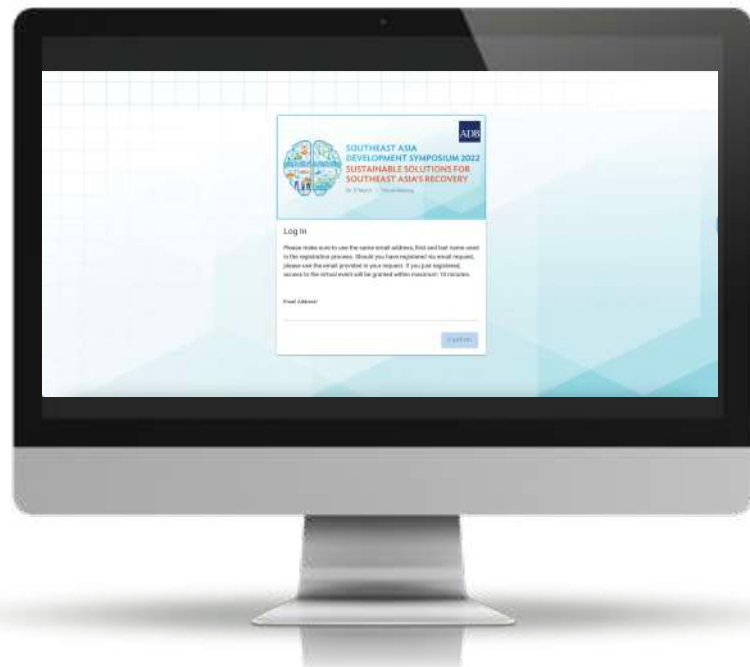 ADB
SOUTHEAST ASIA
DEVELOPMENT SYMPOSIUM 2022
SUSTAINABLE SOLUTIONS FOR
SOUTHEAST ASIA'S RECOVERY
Log In
Please make sure to use the same email address, first and last name used
in the registration process. Should you have registered via email request,
please use the email provided in your request. If you just registered,
access to the virtual event will be granted within maximum 10 minutes.
Email Address